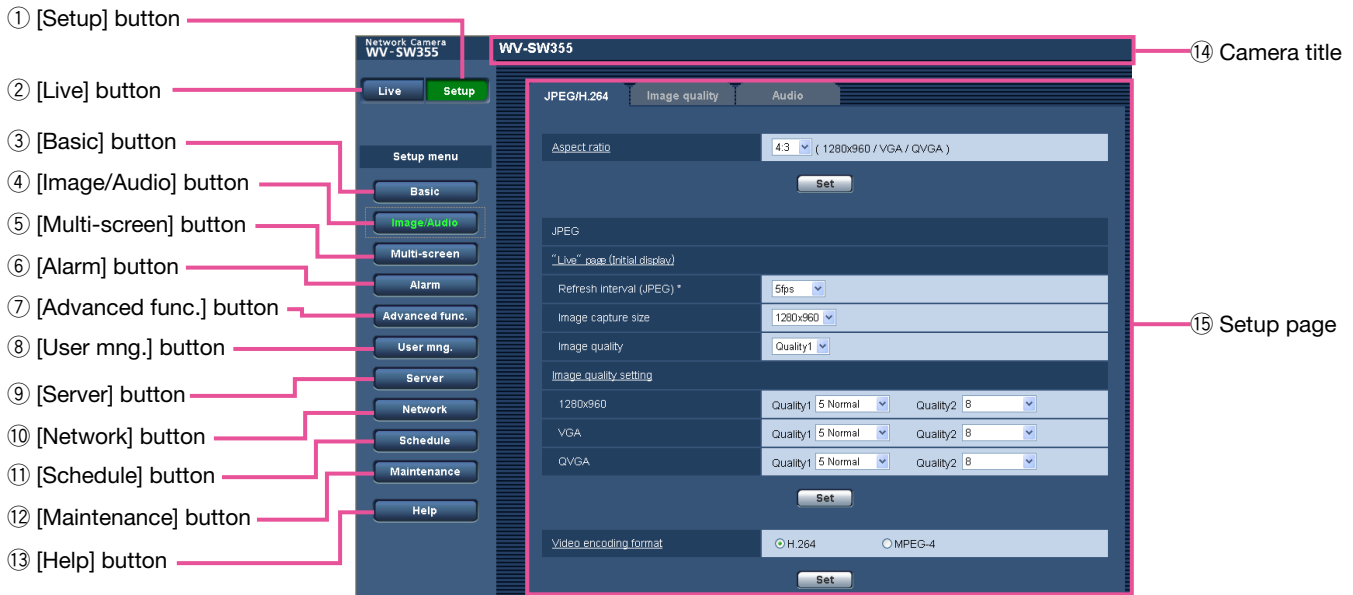 ① [Setup] button
② [Live] button
③ [Basic] button
④ [Image/Audio] button
⑤ [Multi-screen] button
⑥ [Alarm] button
⑦ [Advanced func.] button
⑧ [User mng.] button
⑨ [Server] button
⑩ [Network] button
⑪ [Schedule] button
⑫ [Maintenance] button
⑬ [Help] button
Network Camera
WV-SW355
Live Setup
Setup menu
Basic
Image/Audio
Multi-screen
Alarm
Advanced func.
User mng.
Server
Network
Schedule
Maintenance
Help
WV-SW355
JPEG/H.264 Image quality Audio
Aspect ratio 4:3 ( 1280x960 / VGA / QVGA )
Set
JPEG
"Live" page (Initial display)
Refresh interval (JPEG) * 5fps
Image capture size 1280x960
Image quality Quality1
Image quality setting
1280x960 Quality1 5 Normal Quality2 8
VGA Quality1 5 Normal Quality2 8
QVGA Quality1 5 Normal Quality2 8
Set
Video encoding format H.264 MPEG-4
Set
⑭ Camera title
⑮ Setup page